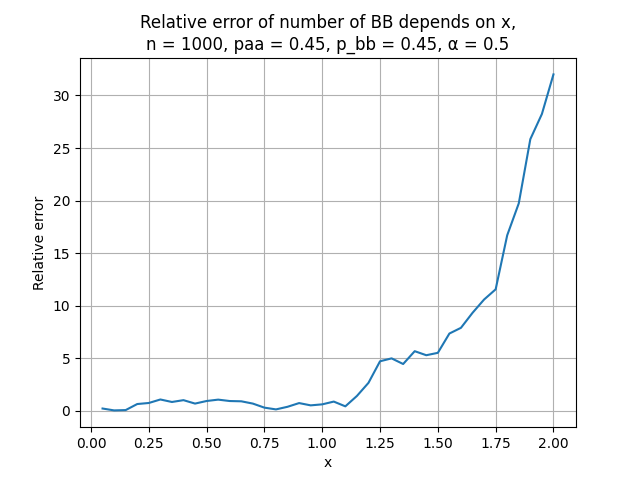 Relative error of number of BB depends on x,
n = 1000, paa = 0.45, p_bb = 0.45, α = 0.5
30
25
20
15
10
5
0
Relative error
0.00 0.25 0.50 0.75 1.00 1.25 1.50 1.75 2.00
x